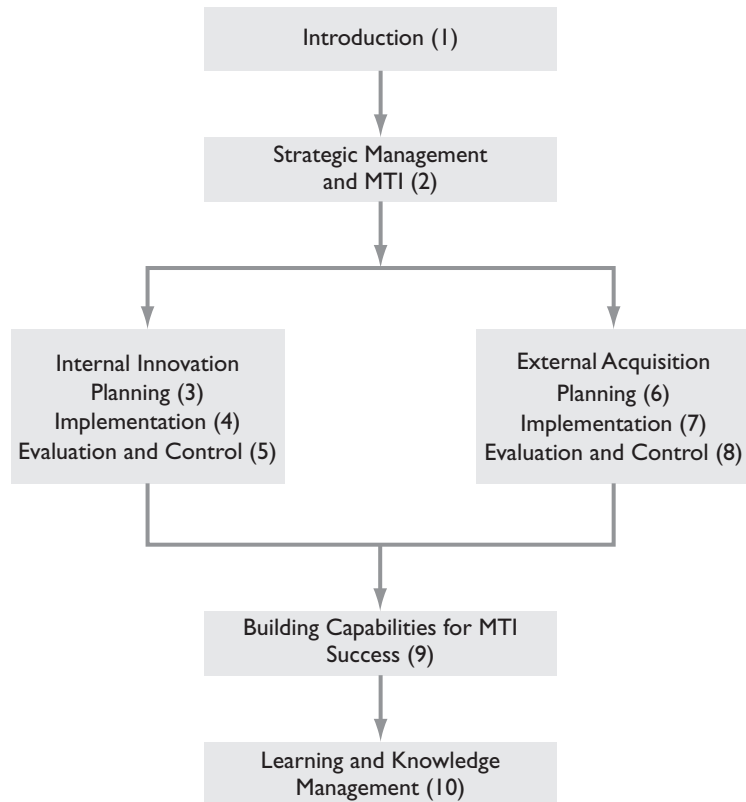 Introduction (1)
Strategic Management
and MTI (2)
Internal Innovation
Planning (3)
Implementation (4)
Evaluation and Control (5)
External Acquisition
Planning (6)
Implementation (7)
Evaluation and Control (8)
Building Capabilities for MTI
Success (9)
Learning and Knowledge
Management (10)